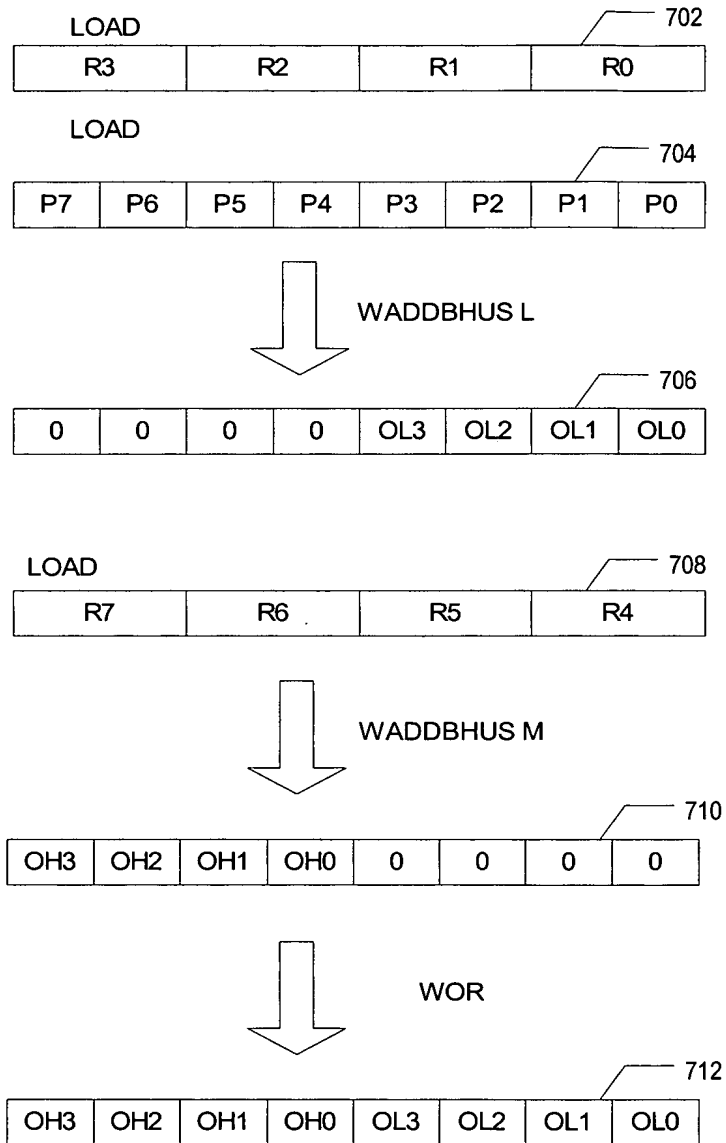 LOAD
702
R3 R2 R1 R0
LOAD
704
P7 P6 P5 P4 P3 P2 P1 P0
WADDBHUS L
706
0 0 0 0 OL3 OL2 OL1 OL0
LOAD
708
R7 R6 R5 R4
WADDBHUS M
710
OH3 OH2 OH1 OH0 0 0 0 0
WOR
712
OH3 OH2 OH1 OH0 OL3 OL2 OL1 OL0